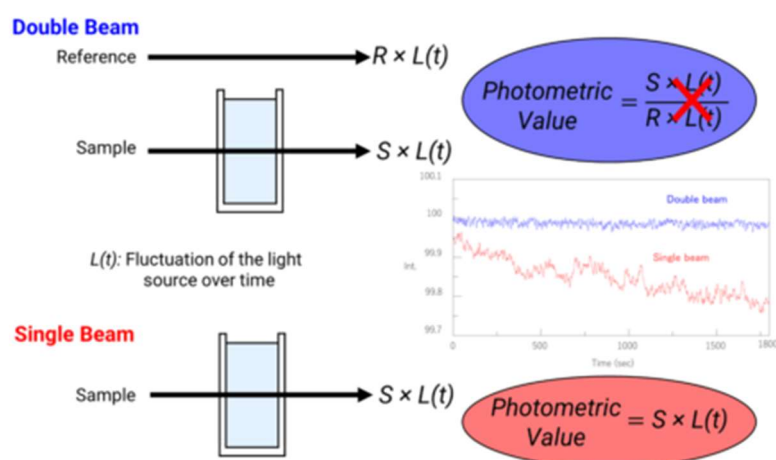 Double Beam
Reference
R × L(t)
Sample
S × L(t)
Photometric
Value
= S × L(t)
R × L(t)
L(t): Fluctuation of the light
source over time
100.1
100
99.9
99.8
99.7
Int.
Double beam
Single beam
0
500
1000
1500
1800
Time (sec)
Single Beam
Sample
S × L(t)
Photometric
Value
= S × L(t)